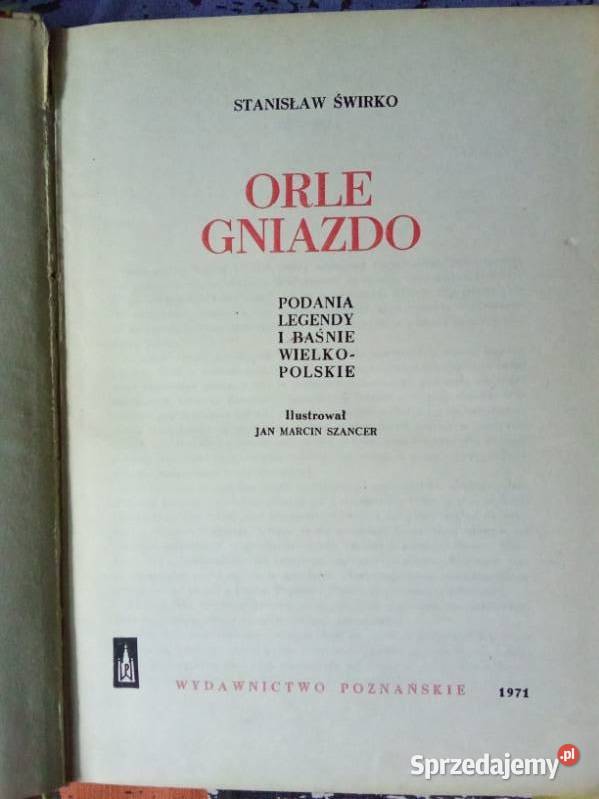 STANISŁAW ŚWIRKO
ORLE
GNIAZDO
PODANIA
LEGENDY
I BAŚNIE
WIELKO-
POLSKIE
Ilustrował
JAN MARCIN SZANCER
WYDAWNICTWO POZNAŃSKIE 1971
Sprzedajemy.pl